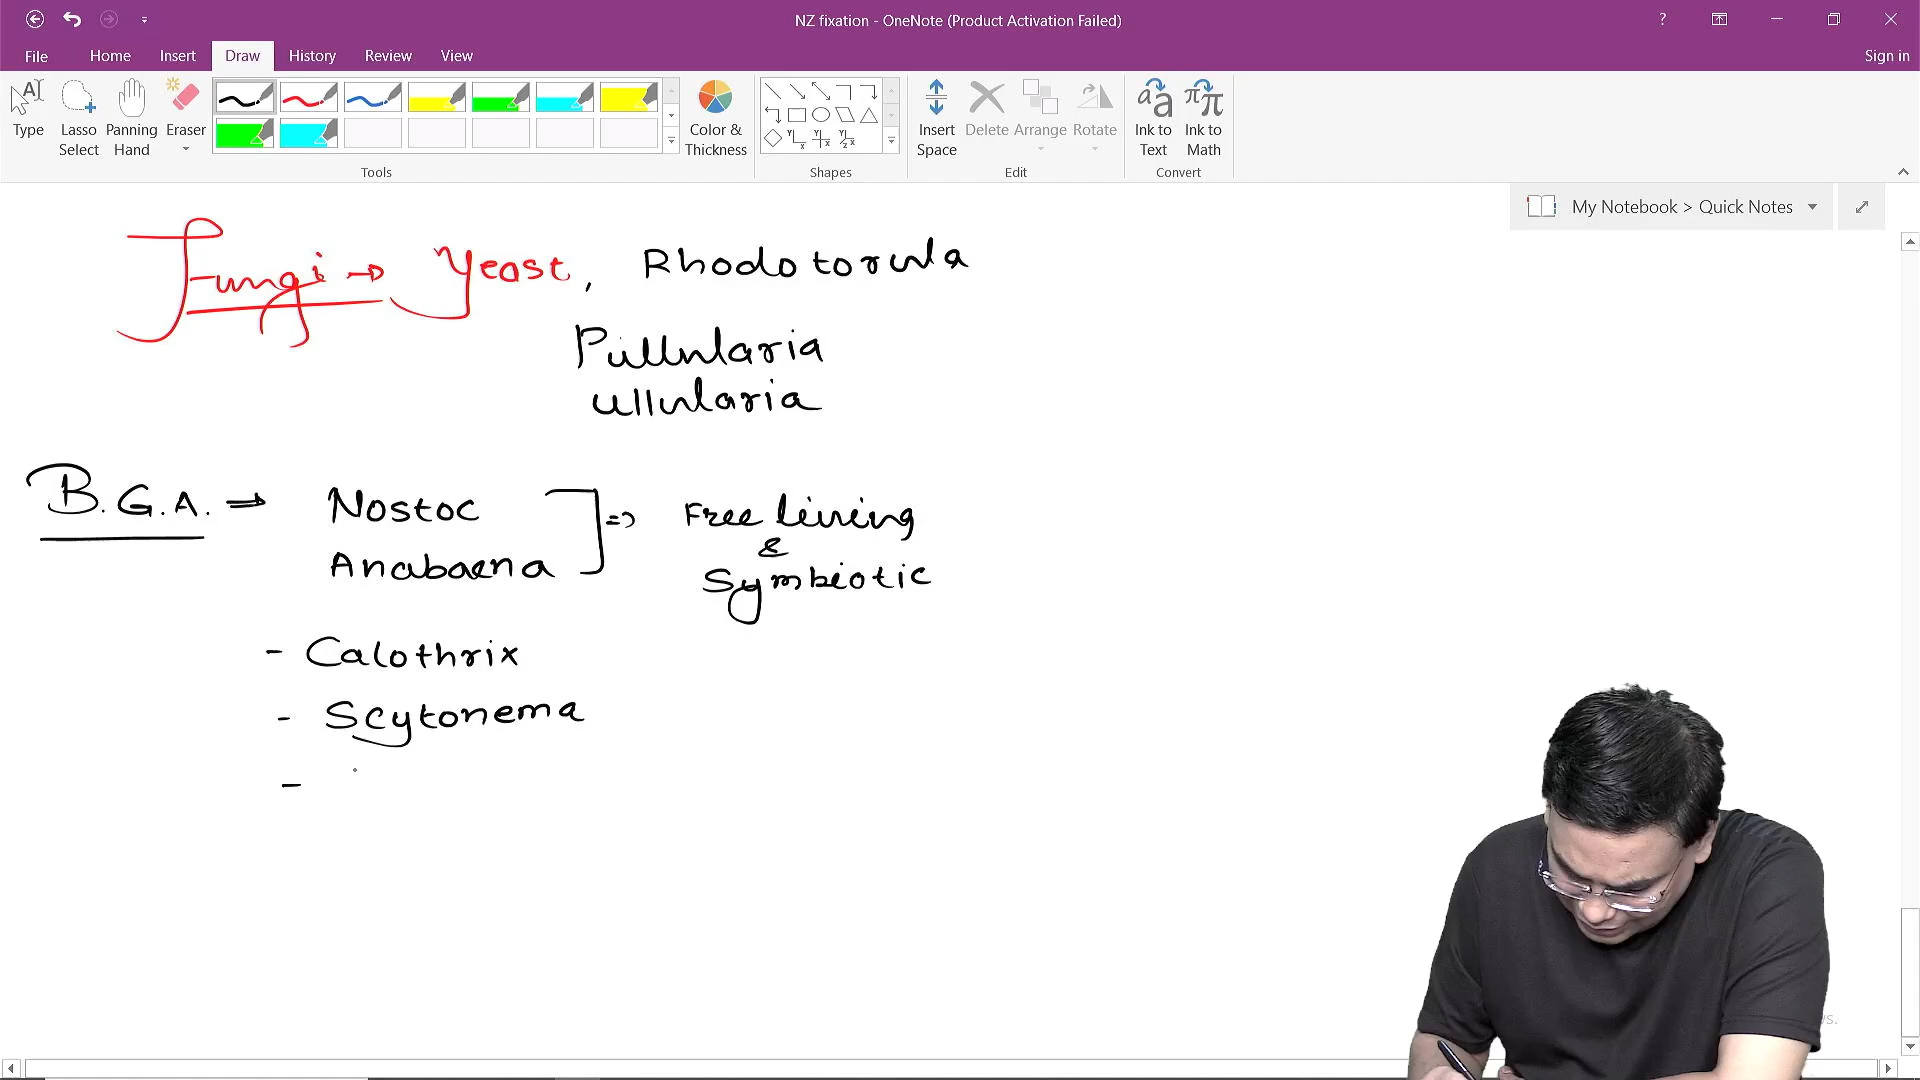 NZ fixation - OneNote (Product Activation Failed)
?
File Home Insert Draw History Review View
Sign in
Type
Lasso Select
Panning Hand
Eraser
Color & Thickness
Insert Space
Delete
Arrange
Rotate
Ink to Text
Ink to Math
Tools
Shapes
Edit
Convert
My Notebook > Quick Notes
Fungi → Yeast, Rhodotorula
Pullularia
ullularia
B.G.A. → Nostoc
Anabaena
⇒ Free living
&
Symbiotic
- Calothrix
- Scytonema
-